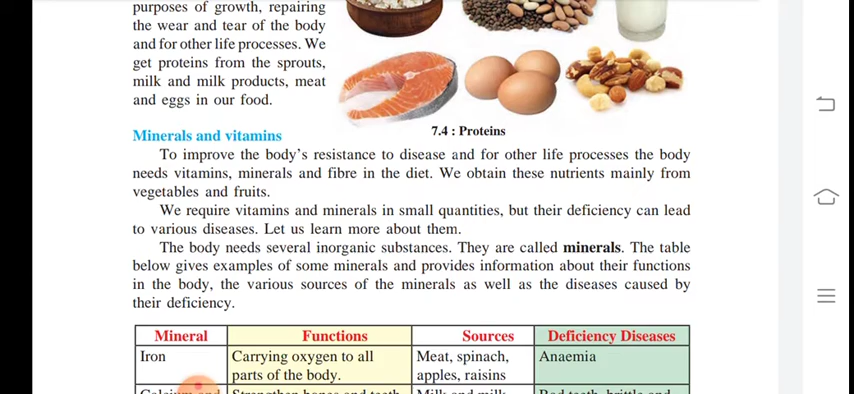 purposes of growth, repairing
the wear and tear of the body
and for other life processes. We
get proteins from the sprouts,
milk and milk products, meat
and eggs in our food.
7.4 : Proteins
Minerals and vitamins
To improve the body's resistance to disease and for other life processes the body
needs vitamins, minerals and fibre in the diet. We obtain these nutrients mainly from
vegetables and fruits.
We require vitamins and minerals in small quantities, but their deficiency can lead
to various diseases. Let us learn more about them.
The body needs several inorganic substances. They are called minerals. The table
below gives examples of some minerals and provides information about their functions
in the body, the various sources of the minerals as well as the diseases caused by
their deficiency.
Mineral Functions Sources Deficiency Diseases
Iron Carrying oxygen to all Meat, spinach, Anaemia
parts of the body. apples, raisins